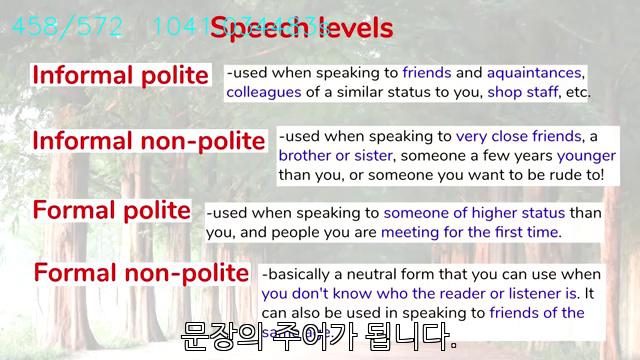 458/572 1041.034483s
Speech levels
Informal polite
-used when speaking to friends and aquaintances,
colleagues of a similar status to you, shop staff, etc.
Informal non-polite
-used when speaking to very close friends, a
brother or sister, someone a few years younger
than you, or someone you want to be rude to!
Formal polite
-used when speaking to someone of higher status than
you, and people you are meeting for the first time.
Formal non-polite
-basically a neutral form that you can use when
you don't know who the reader or listener is. It
can also be used in speaking to friends of the
same age.
문장의 주어가 됩니다.